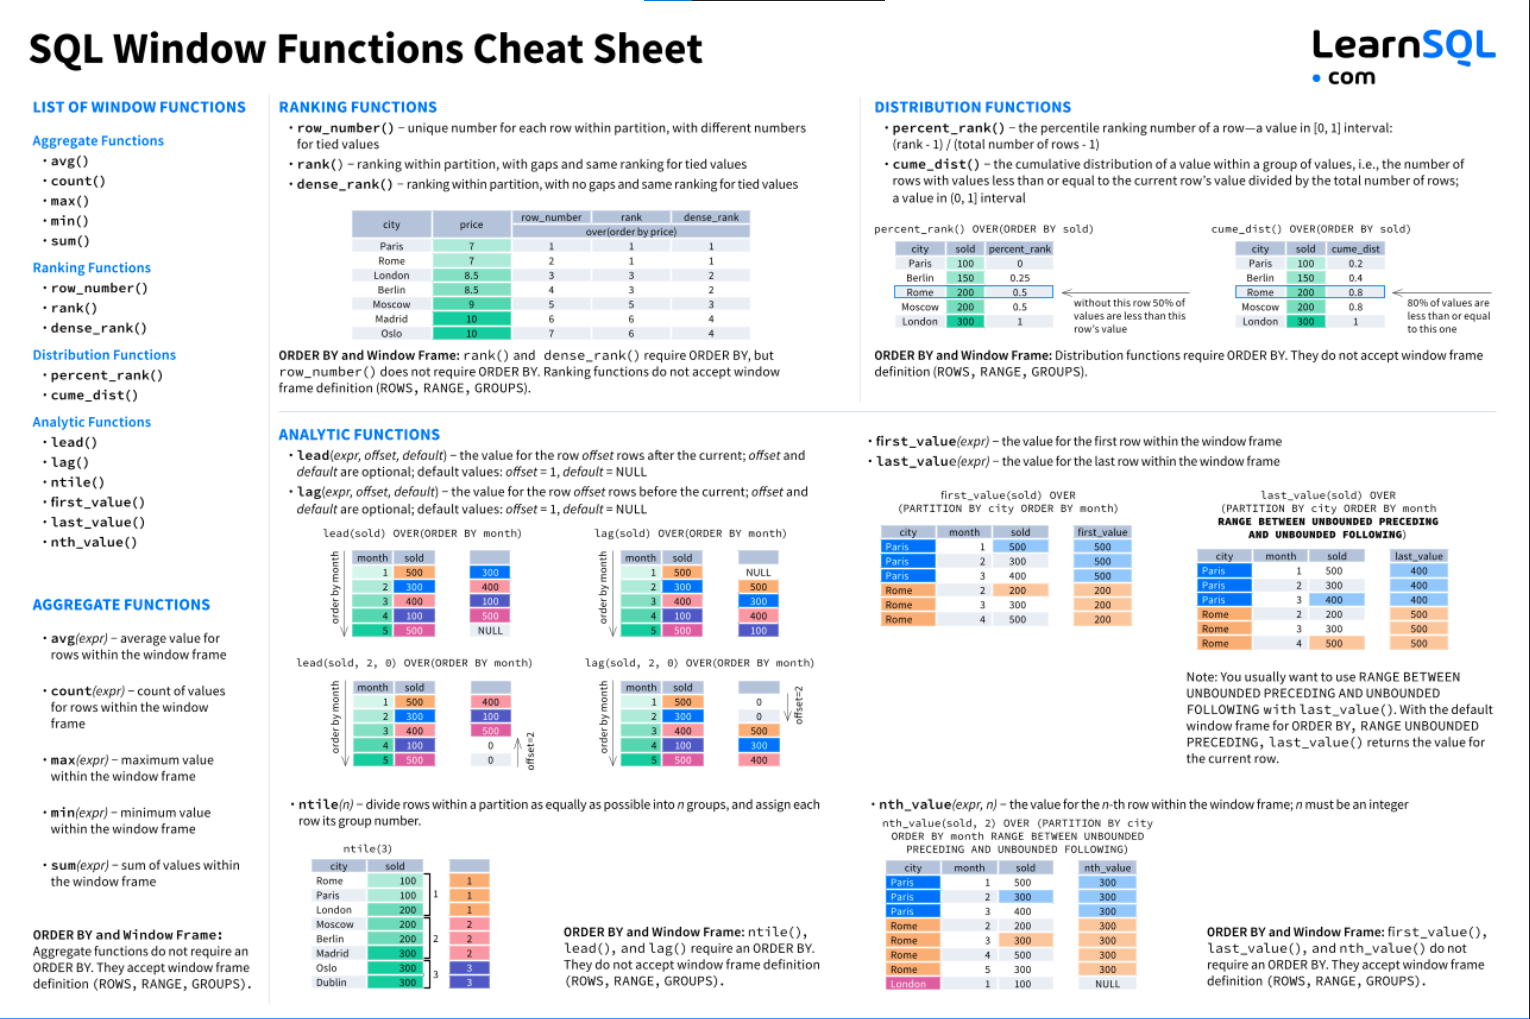 SQL Window Functions Cheat Sheet
LearnSQL
• com
LIST OF WINDOW FUNCTIONS
Aggregate Functions
• avg()
• count()
• max()
• min()
• sum()
Ranking Functions
• row_number()
• rank()
• dense_rank()
Distribution Functions
• percent_rank()
• cume_dist()
Analytic Functions
• lead()
• lag()
• ntile()
• first_value()
• last_value()
• nth_value()
AGGREGATE FUNCTIONS
• avg(expr) − average value for
rows within the window frame
• count(expr) − count of values
for rows within the window
frame
• max(expr) − maximum value
within the window frame
• min(expr) − minimum value
within the window frame
• sum(expr) − sum of values within
the window frame
ORDER BY and Window Frame:
Aggregate functions do not require an
ORDER BY. They accept window frame
definition (ROWS, RANGE, GROUPS).
RANKING FUNCTIONS
• row_number() − unique number for each row within partition, with different numbers
for tied values
• rank() − ranking within partition, with gaps and same ranking for tied values
• dense_rank() − ranking within partition, with no gaps and same ranking for tied values
city price row_number rank dense_rank
over(order by price)
Paris 7 1 1 1
Rome 7 2 1 1
London 8.5 3 3 2
Berlin 8.5 4 3 2
Moscow 9 5 5 3
Madrid 10 6 6 4
Oslo 10 7 6 4
ORDER BY and Window Frame: rank() and dense_rank() require ORDER BY, but
row_number() does not require ORDER BY. Ranking functions do not accept window
frame definition (ROWS, RANGE, GROUPS).
DISTRIBUTION FUNCTIONS
• percent_rank() − the percentile ranking number of a row—a value in [0, 1] interval:
(rank - 1) / (total number of rows - 1)
• cume_dist() − the cumulative distribution of a value within a group of values, i.e., the number of
rows with values less than or equal to the current row’s value divided by the total number of rows;
a value in (0, 1] interval
percent_rank() OVER(ORDER BY sold)
city sold percent_rank
Paris 100 0
Berlin 150 0.25
Rome 200 0.5
Moscow 200 0.5
London 300 1
without this row 50% of
values are less than this
row’s value
cume_dist() OVER(ORDER BY sold)
city sold cume_dist
Paris 100 0.2
Berlin 150 0.4
Rome 200 0.8
Moscow 200 0.8
London 300 1
80% of values are
less than or equal
to this one
ORDER BY and Window Frame: Distribution functions require ORDER BY. They do not accept window frame
definition (ROWS, RANGE, GROUPS).
ANALYTIC FUNCTIONS
• lead(expr, offset, default) − the value for the row offset rows after the current; offset and
default are optional; default values: offset = 1, default = NULL
• lag(expr, offset, default) − the value for the row offset rows before the current; offset and
default are optional; default values: offset = 1, default = NULL
lead(sold) OVER(ORDER BY month)
order by month
month sold
1 500 300
2 300 400
3 400 100
4 100 500
5 500 NULL
lag(sold) OVER(ORDER BY month)
order by month
month sold
1 500 NULL
2 300 500
3 400 300
4 100 400
5 500 100
lead(sold, 2, 0) OVER(ORDER BY month)
order by month
month sold
1 500 400
2 300 100
3 400 500
4 100 0
5 500 0
offset=2
lag(sold, 2, 0) OVER(ORDER BY month)
order by month
month sold
1 500 0
2 300 0
3 400 500
4 100 300
5 500 400
offset=2
• ntile(n) − divide rows within a partition as equally as possible into n groups, and assign each
row its group number.
ntile(3)
city sold
Rome 100 1
Paris 100 1 1
London 200 1
Moscow 200 2
Berlin 200 2 2
Madrid 300 2
Oslo 300 3 3
Dublin 300 3
ORDER BY and Window Frame: ntile(),
lead(), and lag() require an ORDER BY.
They do not accept window frame definition
(ROWS, RANGE, GROUPS).
• first_value(expr) − the value for the first row within the window frame
• last_value(expr) − the value for the last row within the window frame
first_value(sold) OVER
(PARTITION BY city ORDER BY month)
city month sold first_value
Paris 1 500 500
Paris 2 300 500
Paris 3 400 500
Rome 2 200 200
Rome 3 300 200
Rome 4 500 200
last_value(sold) OVER
(PARTITION BY city ORDER BY month
RANGE BETWEEN UNBOUNDED PRECEDING
AND UNBOUNDED FOLLOWING)
city month sold last_value
Paris 1 500 400
Paris 2 300 400
Paris 3 400 400
Rome 2 200 500
Rome 3 300 500
Rome 4 500 500
Note: You usually want to use RANGE BETWEEN
UNBOUNDED PRECEDING AND UNBOUNDED
FOLLOWING with last_value(). With the default
window frame for ORDER BY, RANGE UNBOUNDED
PRECEDING, last_value() returns the value for
the current row.
• nth_value(expr, n) − the value for the n-th row within the window frame; n must be an integer
nth_value(sold, 2) OVER (PARTITION BY city
ORDER BY month RANGE BETWEEN UNBOUNDED
PRECEDING AND UNBOUNDED FOLLOWING)
city month sold nth_value
Paris 1 500 300
Paris 2 300 300
Paris 3 400 300
Rome 2 200 300
Rome 3 300 300
Rome 4 500 300
Rome 5 300 300
London 1 100 NULL
ORDER BY and Window Frame: first_value(),
last_value(), and nth_value() do not
require an ORDER BY. They accept window frame
definition (ROWS, RANGE, GROUPS).